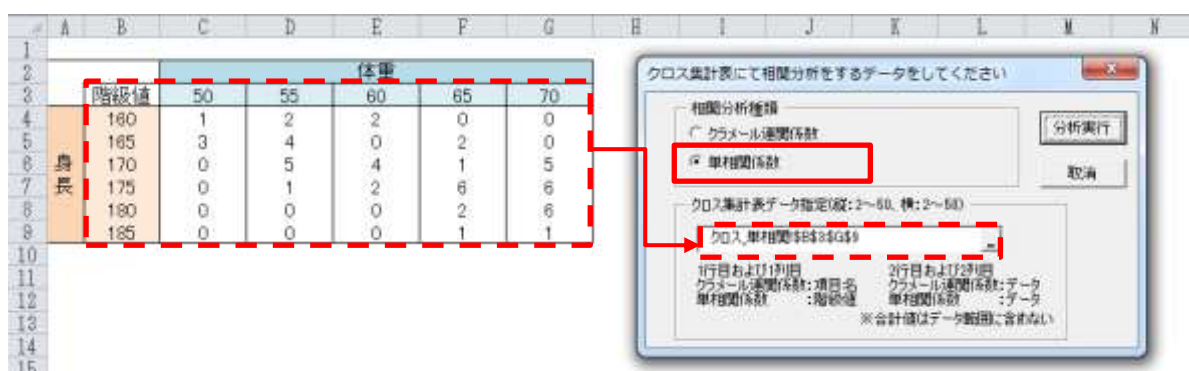 A B C D E F G H I J K L M N
1
2 体重
3 階級値 50 55 60 65 70
4 160 1 2 2 0 0
5 165 3 4 0 2 0
6 170 0 5 4 1 5
7 175 0 1 2 6 6
8 180 0 0 0 2 6
9 185 0 0 0 1 1
身長
10
11
12
13
14
15
クロス集計表にて相関分析をするデータをしてください
相関分析種類
クラメール連関係数
単相関係数
分析実行
取消
クロス集計表データ指定(縦:2～50、横:2～50)
クロス_単相関!$B$3:$G$9
1行目および1列目 2行目および2列目
クラメール連関係数:項目名 クラメール連関係数:データ
単相関係数 :階級値 単相関係数 :データ
※合計値はデータ範囲に含めない